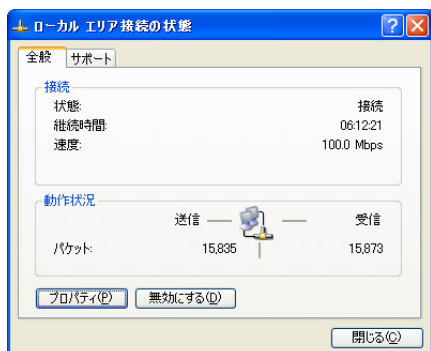 ローカル エリア接続の状態
全般 サポート
接続
状態: 接続
継続時間: 06:12:21
速度: 100.0 Mbps
動作状況
送信 受信
パケット: 15,835 15,873
プロパティ(P) 無効にする(D)
閉じる(C)